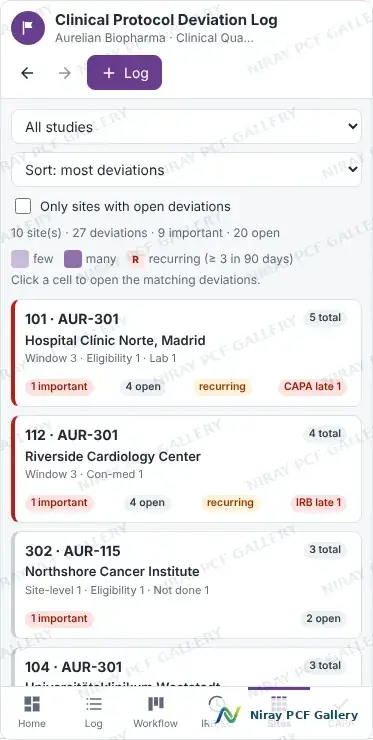 Clinical Protocol Deviation Log
Aurelian Biopharma · Clinical Qua...
← → + Log
All studies
Sort: most deviations
Only sites with open deviations
10 site(s) · 27 deviations · 9 important · 20 open
few many R recurring (≥ 3 in 90 days)
Click a cell to open the matching deviations.
101 · AUR-301 5 total
Hospital Clínic Norte, Madrid
Window 3 · Eligibility 1 · Lab 1
1 important 4 open recurring CAPA late 1
112 · AUR-301 4 total
Riverside Cardiology Center
Window 3 · Con-med 1
1 important 4 open recurring IRB late 1
302 · AUR-115 3 total
Northshore Cancer Institute
Site-level 1 · Eligibility 1 · Not done 1
1 important 2 open
104 · AUR-301 3 total
Home Log Workflow Sites CAPA
Niray PCF Gallery
NIRAY PCF GALLERY